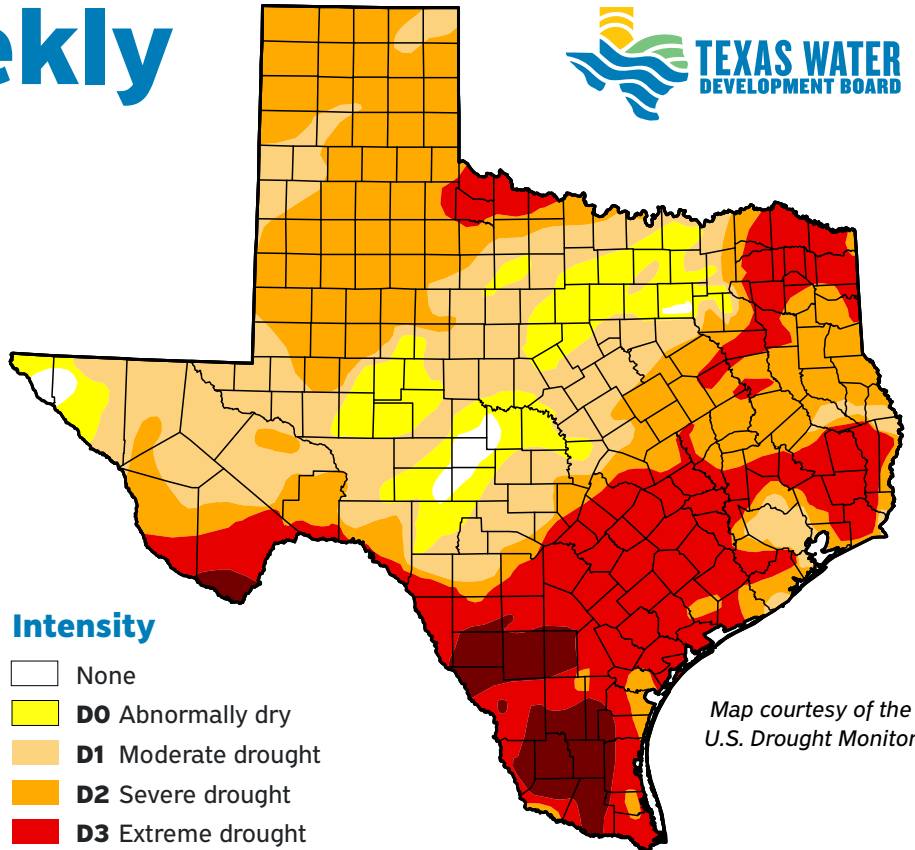 ekly
TEXAS WATER
DEVELOPMENT BOARD
Intensity
None
D0 Abnormally dry
D1 Moderate drought
D2 Severe drought
D3 Extreme drought
Map courtesy of the
U.S. Drought Monitor